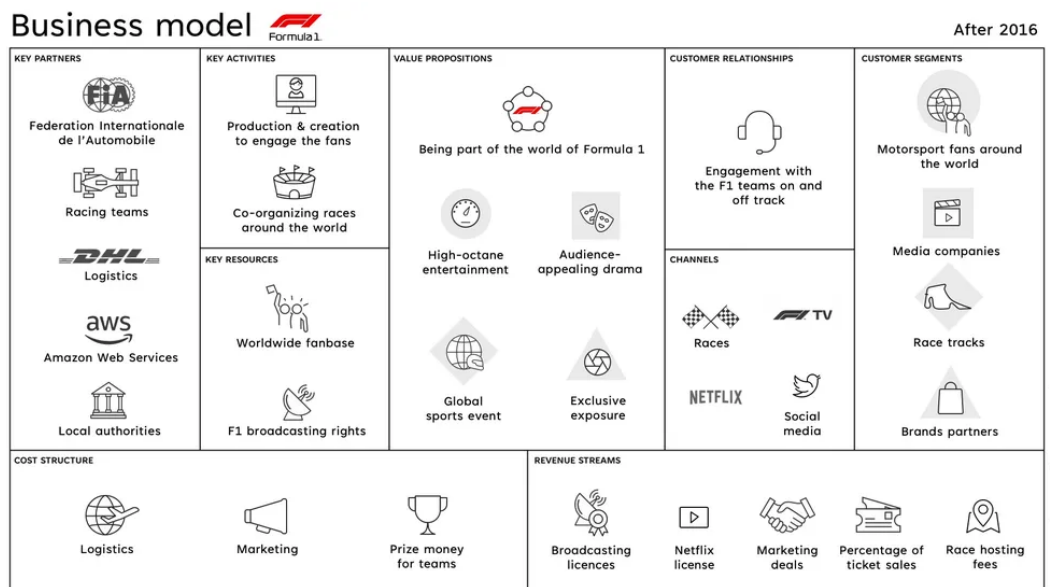 Business model
Formula 1
After 2016
KEY PARTNERS
FiA
Federation Internationale
de l'Automobile
Racing teams
DHL
Logistics
aws
Amazon Web Services
Local authorities
KEY ACTIVITIES
Production & creation
to engage the fans
Co-organizing races
around the world
KEY RESOURCES
Worldwide fanbase
F1 broadcasting rights
VALUE PROPOSITIONS
Being part of the world of Formula 1
High-octane
entertainment
Audience-
appealing drama
Global
sports event
Exclusive
exposure
CUSTOMER RELATIONSHIPS
Engagement with
the F1 teams on and
off track
CHANNELS
Races
F1 TV
NETFLIX
Social
media
CUSTOMER SEGMENTS
Motorsport fans around
the world
Media companies
Race tracks
Brands partners
COST STRUCTURE
Logistics
Marketing
Prize money
for teams
REVENUE STREAMS
Broadcasting
licences
Netflix
license
Marketing
deals
Percentage of
ticket sales
Race hosting
fees